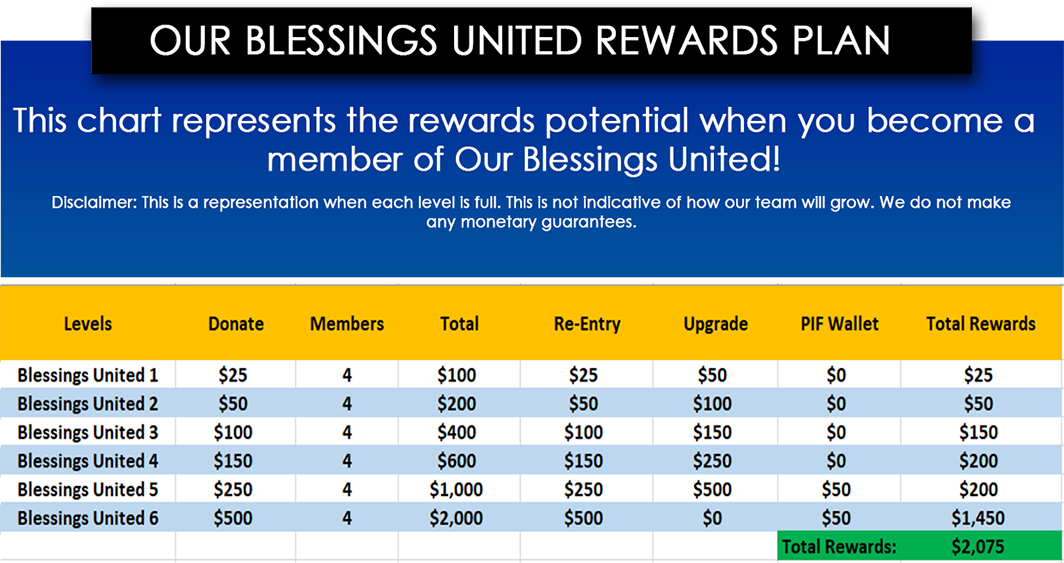 OUR BLESSINGS UNITED REWARDS PLAN
This chart represents the rewards potential when you become a
member of Our Blessings United!
Disclaimer: This is a representation when each level is full. This is not indicative of how our team will grow. We do not make
any monetary guarantees.
Levels Donate Members Total Re-Entry Upgrade PIF Wallet Total Rewards
Blessings United 1 $25 4 $100 $25 $50 $0 $25
Blessings United 2 $50 4 $200 $50 $100 $0 $50
Blessings United 3 $100 4 $400 $100 $150 $0 $150
Blessings United 4 $150 4 $600 $150 $250 $0 $200
Blessings United 5 $250 4 $1,000 $250 $500 $50 $200
Blessings United 6 $500 4 $2,000 $500 $0 $50 $1,450
Total Rewards: $2,075